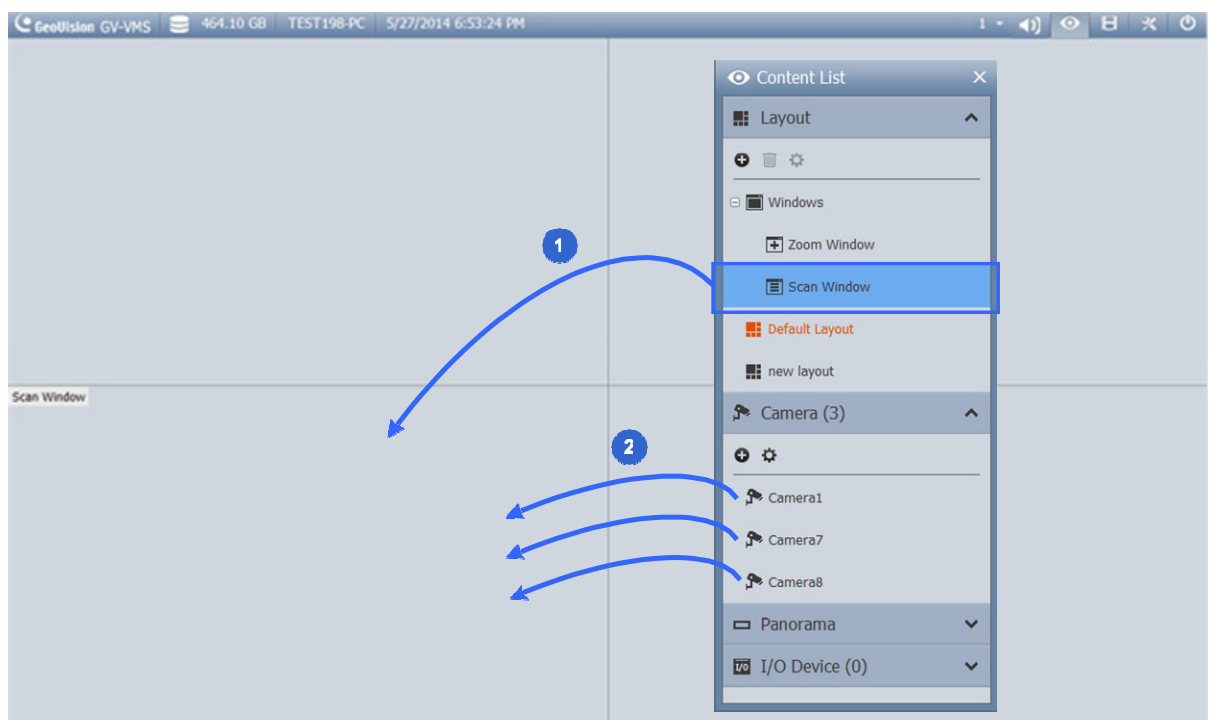 GeoVision GV-VMS 464.10 GB TEST198-PC 5/27/2014 6:53:24 PM 1
Content List
Layout
Windows
1
Zoom Window
Scan Window
Default Layout
new layout
Scan Window
Camera (3)
2
Camera1
Camera7
Camera8
Panorama
I/O I/O Device (0)